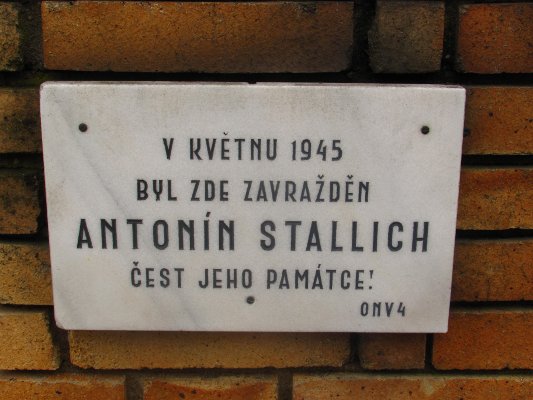 V KVĚTNU 1945
BYL ZDE ZAVRAŽDĚN
ANTONÍN STALLICH
ČEST JEHO PAMÁTCE!
ONV4